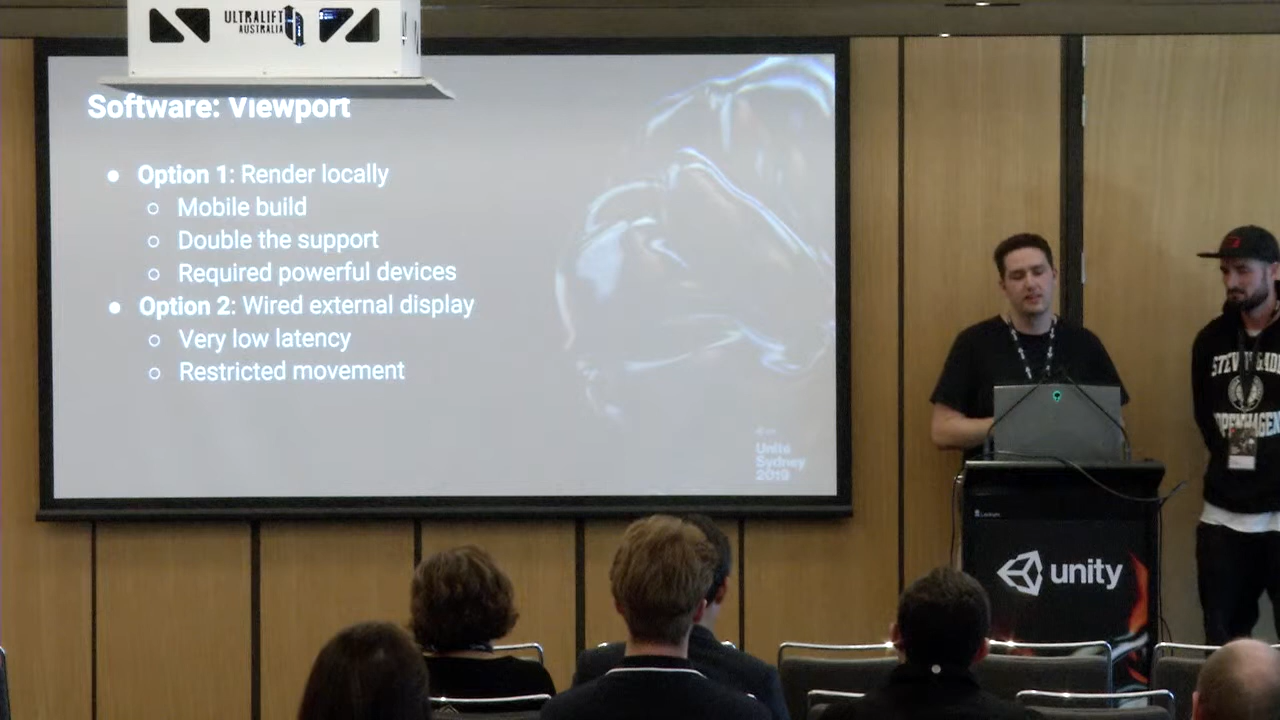 ULTRALIFT
AUSTRALIA
Software: Viewport
● Option 1: Render locally
○ Mobile build
○ Double the support
○ Required powerful devices
● Option 2: Wired external display
○ Very low latency
○ Restricted movement
Unite
Sydney
2019
unity
COPENHAGEN